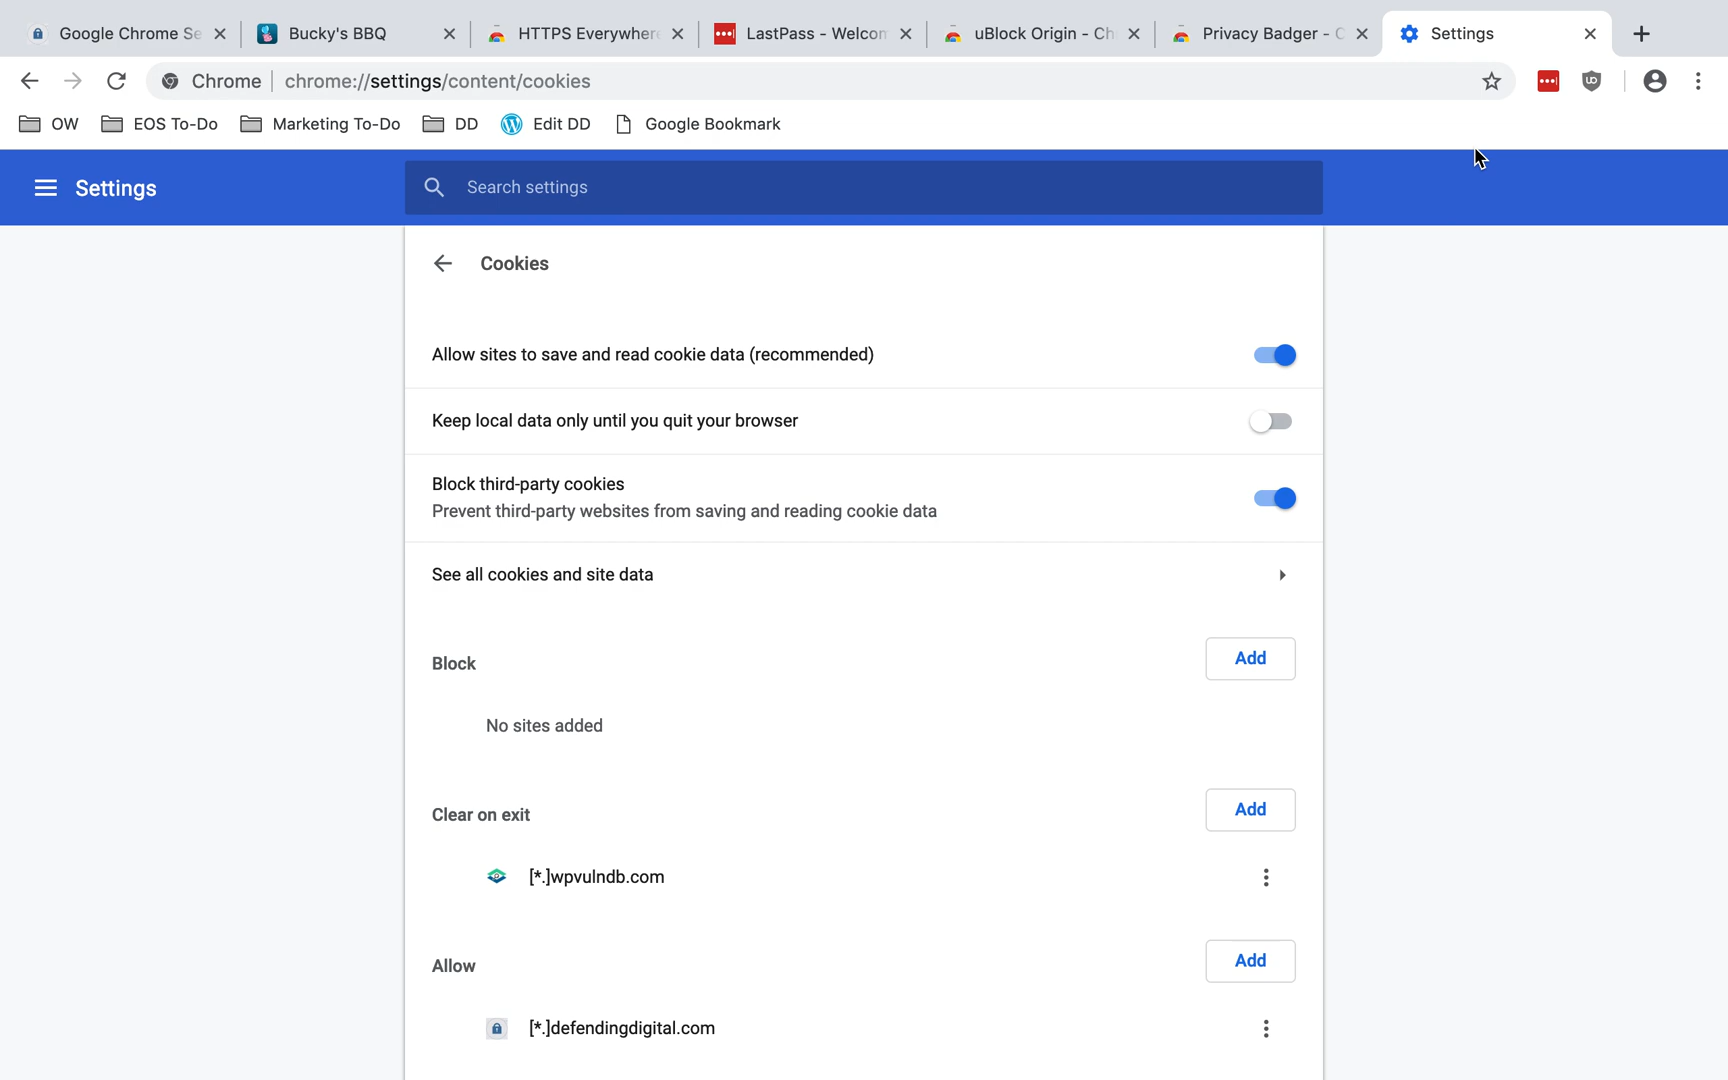 Google Chrome Se
Bucky's BBQ
HTTPS Everywher
LastPass - Welcom
uBlock Origin - Ch
Privacy Badger - C
Settings
Chrome
chrome://settings/content/cookies
OW
EOS To-Do
Marketing To-Do
DD
Edit DD
Google Bookmark
Settings
Search settings
Cookies
Allow sites to save and read cookie data (recommended)
Keep local data only until you quit your browser
Block third-party cookies
Prevent third-party websites from saving and reading cookie data
See all cookies and site data
Block
Add
No sites added
Clear on exit
Add
[*.]wpvulndb.com
Allow
Add
[*.]defendingdigital.com